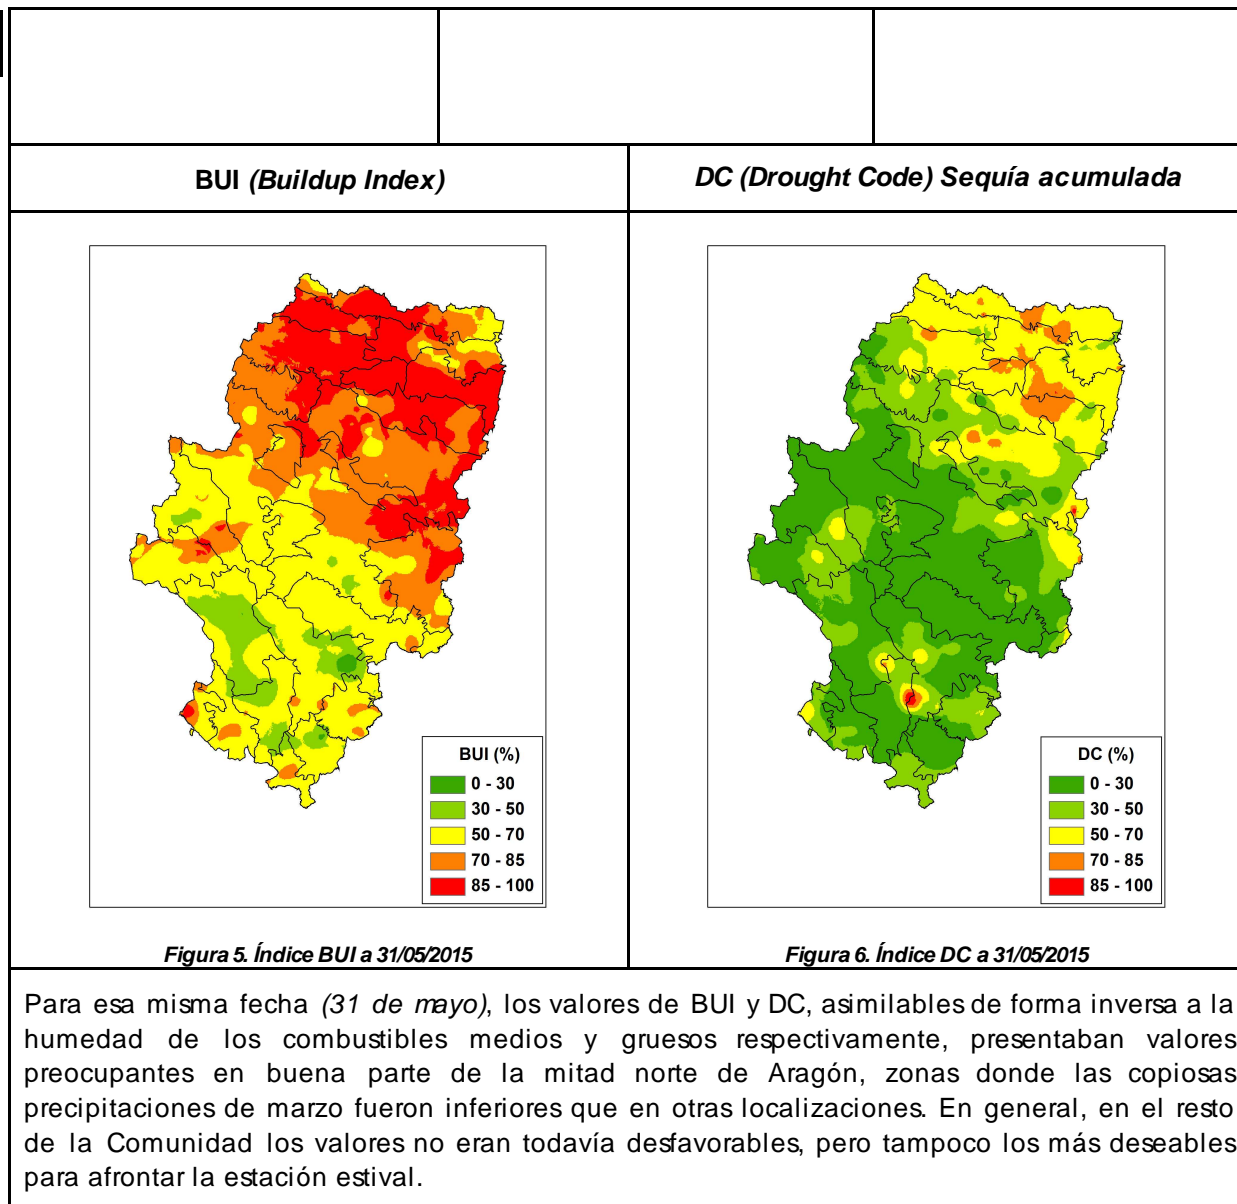 BUI (Buildup Index)
DC (Drought Code) Sequía acumulada
BUI (%)
0 - 30
30 - 50
50 - 70
70 - 85
85 - 100
DC (%)
0 - 30
30 - 50
50 - 70
70 - 85
85 - 100
Figura 5. Índice BUI a 31/05/2015
Figura 6. Índice DC a 31/05/2015
Para esa misma fecha (31 de mayo), los valores de BUI y DC, asimilables de forma inversa a la
humedad de los combustibles medios y gruesos respectivamente, presentaban valores
preocupantes en buena parte de la mitad norte de Aragón, zonas donde las copiosas
precipitaciones de marzo fueron inferiores que en otras localizaciones. En general, en el resto
de la Comunidad los valores no eran todavía desfavorables, pero tampoco los más deseables
para afrontar la estación estival.